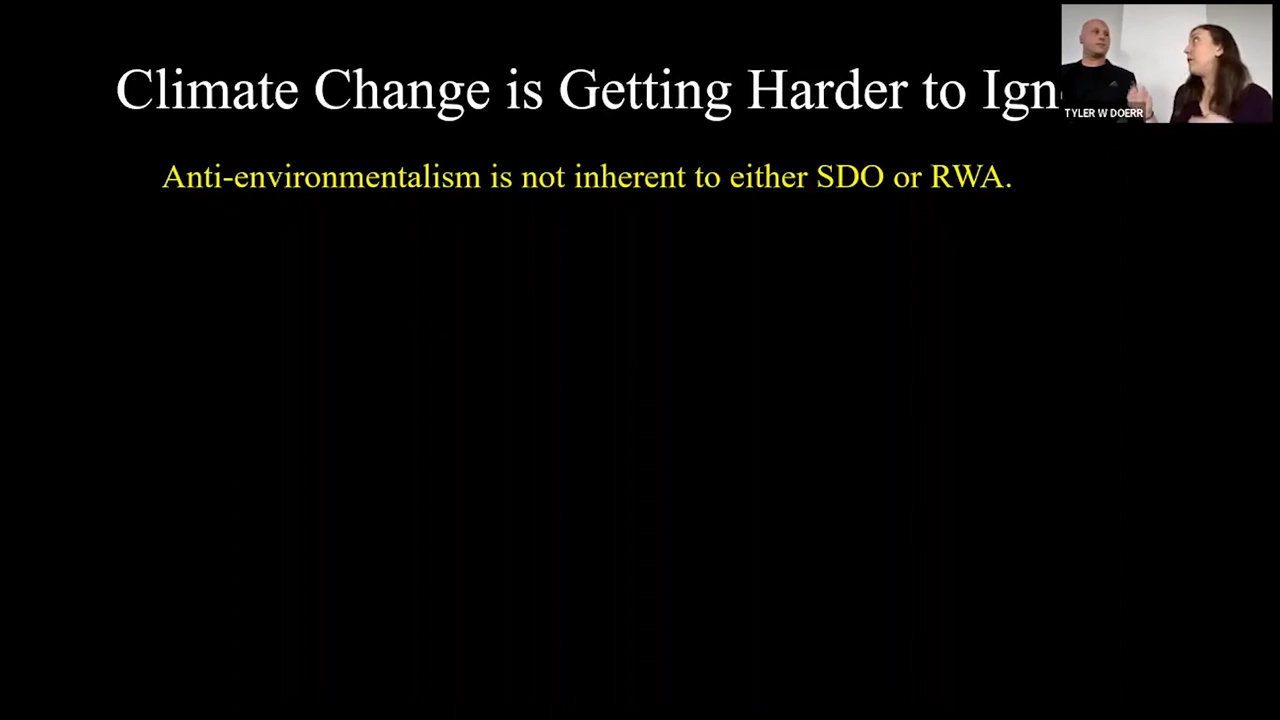 Climate Change is Getting Harder to Ign
Anti-environmentalism is not inherent to either SDO or RWA.
TYLER W DOERR